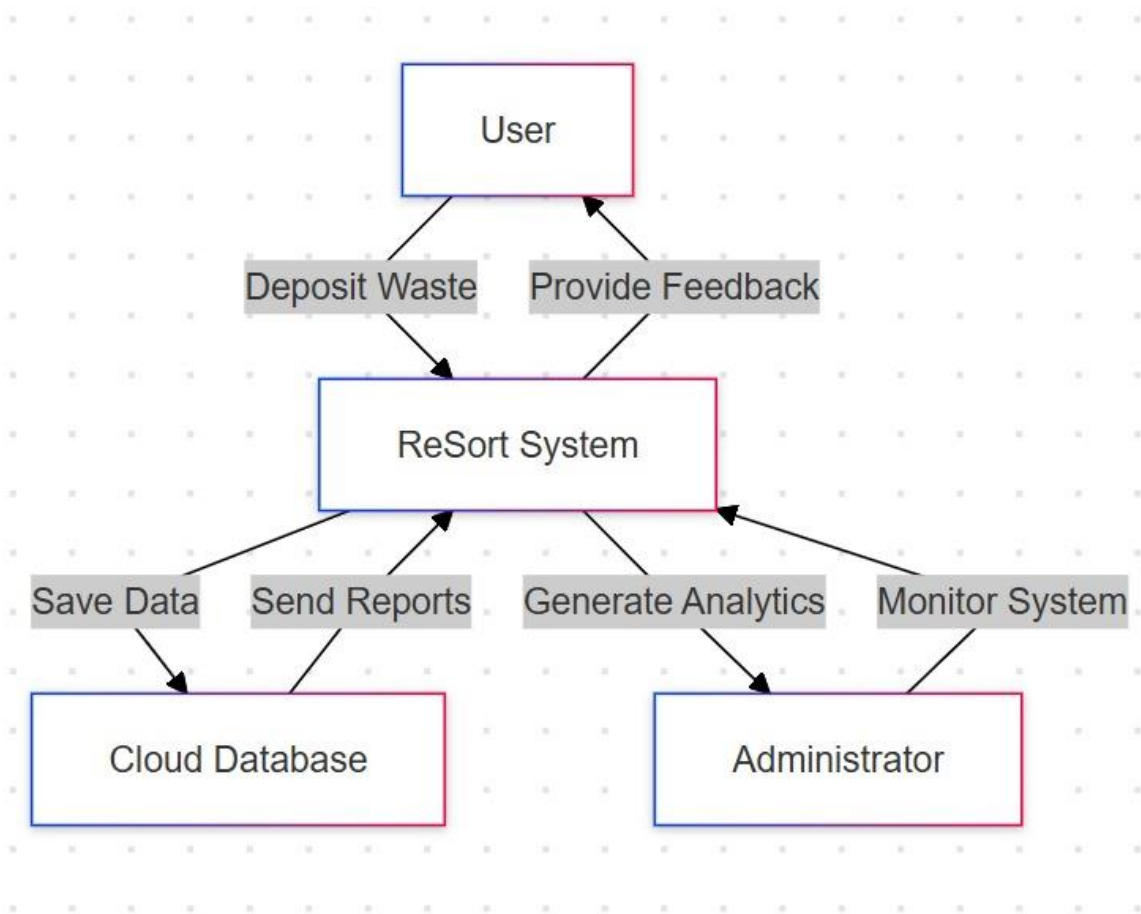 User
Deposit Waste
Provide Feedback
ReSort System
Save Data
Send Reports
Generate Analytics
Monitor System
Cloud Database
Administrator